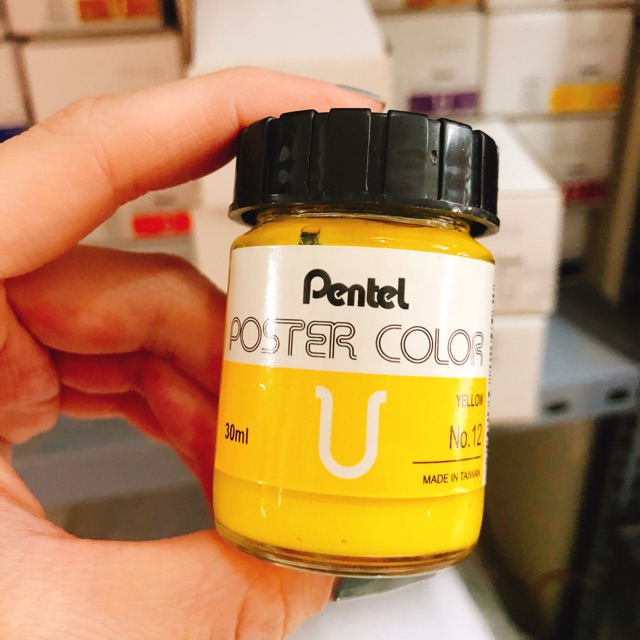 Pentel
POSTER COLOR
YELLOW
30ml
No.12
MADE IN TAIWAN